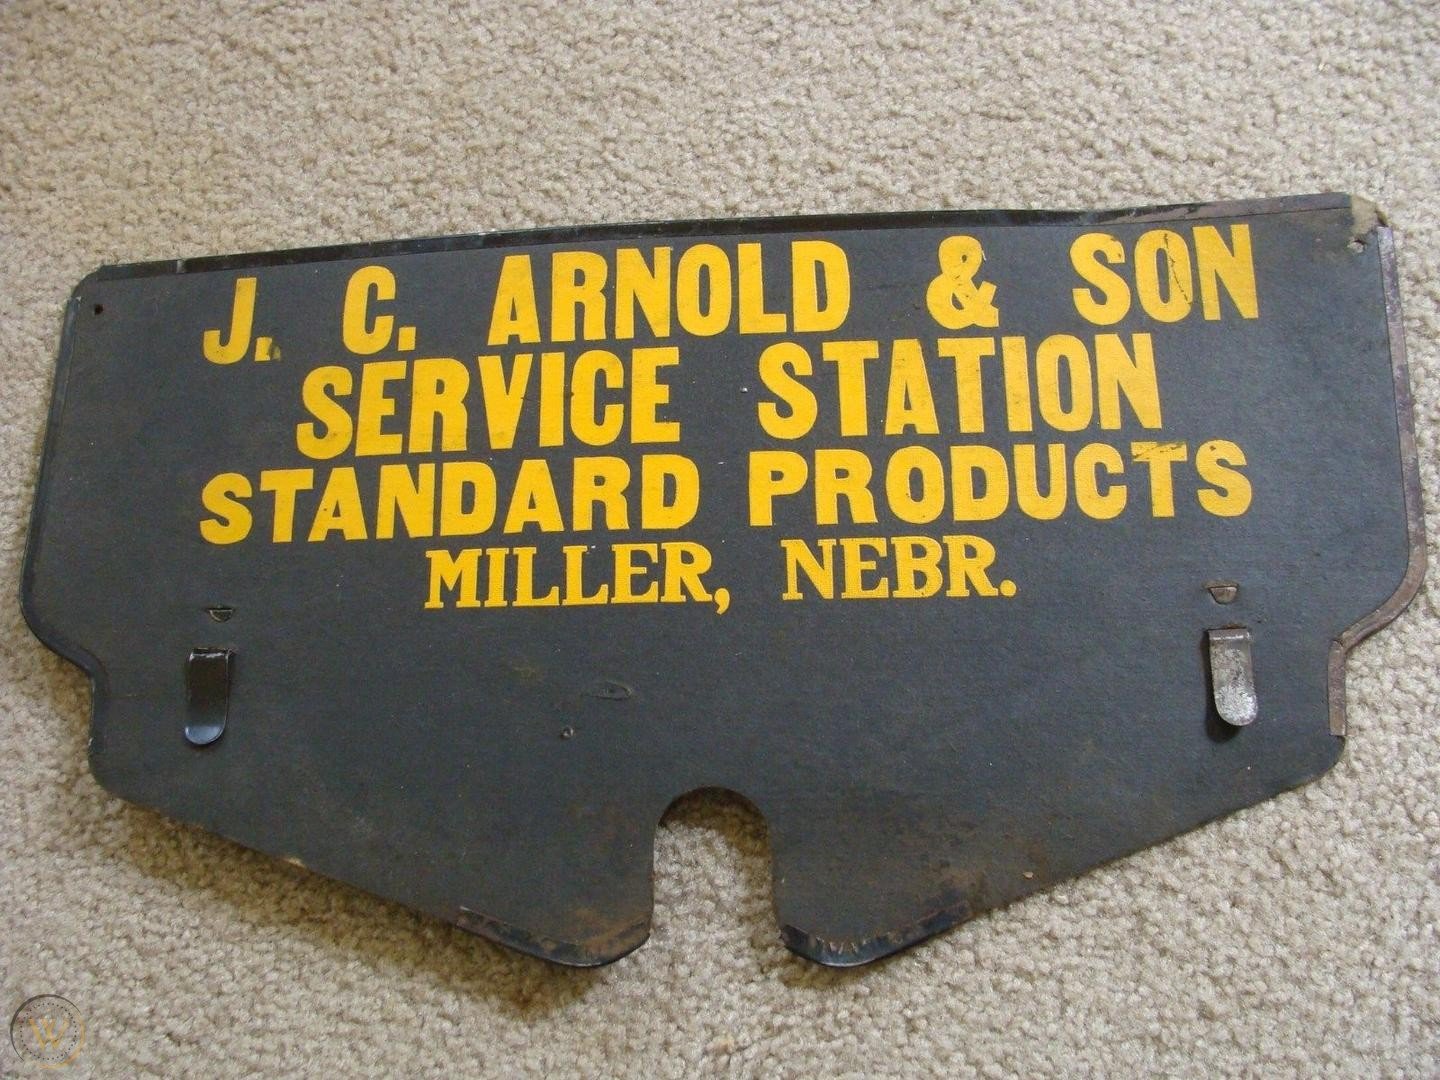 J. C. ARNOLD & SON
SERVICE STATION
STANDARD PRODUCTS
MILLER, NEBR.
W